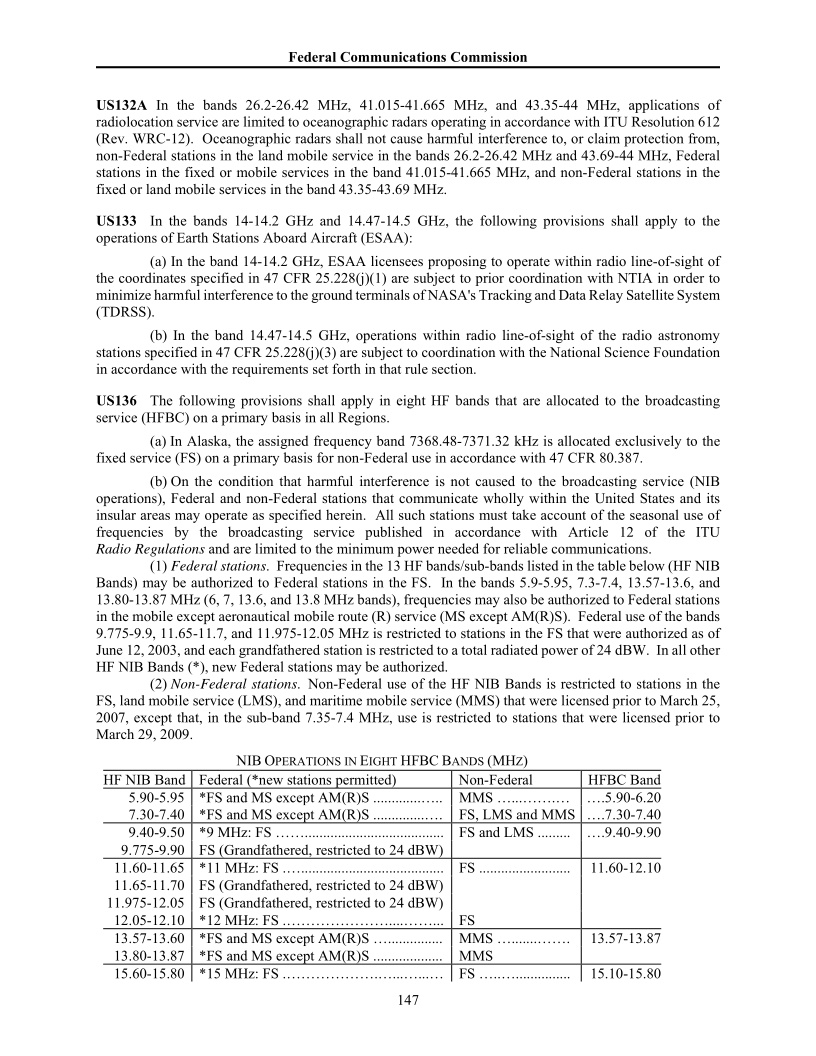 Federal Communications Commission
US132A In the bands 26.2-26.42 MHz, 41.015-41.665 MHz, and 43.35-44 MHz, applications of
radiolocation service are limited to oceanographic radars operating in accordance with ITU Resolution 612
(Rev. WRC-12). Oceanographic radars shall not cause harmful interference to, or claim protection from,
non-Federal stations in the land mobile service in the bands 26.2-26.42 MHz and 43.69-44 MHz, Federal
stations in the fixed or mobile services in the band 41.015-41.665 MHz, and non-Federal stations in the
fixed or land mobile services in the band 43.35-43.69 MHz.
US133 In the bands 14-14.2 GHz and 14.47-14.5 GHz, the following provisions shall apply to the
operations of Earth Stations Aboard Aircraft (ESAA):
(a) In the band 14-14.2 GHz, ESAA licensees proposing to operate within radio line-of-sight of
the coordinates specified in 47 CFR 25.228(j)(1) are subject to prior coordination with NTIA in order to
minimize harmful interference to the ground terminals of NASA's Tracking and Data Relay Satellite System
(TDRSS).
(b) In the band 14.47-14.5 GHz, operations within radio line-of-sight of the radio astronomy
stations specified in 47 CFR 25.228(j)(3) are subject to coordination with the National Science Foundation
in accordance with the requirements set forth in that rule section.
US136 The following provisions shall apply in eight HF bands that are allocated to the broadcasting
service (HFBC) on a primary basis in all Regions.
(a) In Alaska, the assigned frequency band 7368.48-7371.32 kHz is allocated exclusively to the
fixed service (FS) on a primary basis for non-Federal use in accordance with 47 CFR 80.387.
(b) On the condition that harmful interference is not caused to the broadcasting service (NIB
operations), Federal and non-Federal stations that communicate wholly within the United States and its
insular areas may operate as specified herein. All such stations must take account of the seasonal use of
frequencies by the broadcasting service published in accordance with Article 12 of the ITU
Radio Regulations and are limited to the minimum power needed for reliable communications.
(1) Federal stations. Frequencies in the 13 HF bands/sub-bands listed in the table below (HF NIB
Bands) may be authorized to Federal stations in the FS. In the bands 5.9-5.95, 7.3-7.4, 13.57-13.6, and
13.80-13.87 MHz (6, 7, 13.6, and 13.8 MHz bands), frequencies may also be authorized to Federal stations
in the mobile except aeronautical mobile route (R) service (MS except AM(R)S). Federal use of the bands
9.775-9.9, 11.65-11.7, and 11.975-12.05 MHz is restricted to stations in the FS that were authorized as of
June 12, 2003, and each grandfathered station is restricted to a total radiated power of 24 dBW. In all other
HF NIB Bands (*), new Federal stations may be authorized.
(2) Non-Federal stations. Non-Federal use of the HF NIB Bands is restricted to stations in the
FS, land mobile service (LMS), and maritime mobile service (MMS) that were licensed prior to March 25,
2007, except that, in the sub-band 7.35-7.4 MHz, use is restricted to stations that were licensed prior to
March 29, 2009.
NIB OPERATIONS IN EIGHT HFBC BANDS (MHz)
HF NIB Band Federal (*new stations permitted) Non-Federal HFBC Band
5.90-5.95 *FS and MS except AM(R)S .................. MMS ................ ....5.90-6.20
7.30-7.40 *FS and MS except AM(R)S .................. FS, LMS and MMS ....7.30-7.40
9.40-9.50 *9 MHz: FS ............................................ FS and LMS ......... ....9.40-9.90
9.775-9.90 FS (Grandfathered, restricted to 24 dBW)
11.60-11.65 *11 MHz: FS .......................................... FS ......................... 11.60-12.10
11.65-11.70 FS (Grandfathered, restricted to 24 dBW)
11.975-12.05 FS (Grandfathered, restricted to 24 dBW)
12.05-12.10 *12 MHz: FS .................................... FS
13.57-13.60 *FS and MS except AM(R)S .................. MMS .................. 13.57-13.87
13.80-13.87 *FS and MS except AM(R)S ................... MMS
15.60-15.80 *15 MHz: FS .................................... FS ....................... 15.10-15.80
147